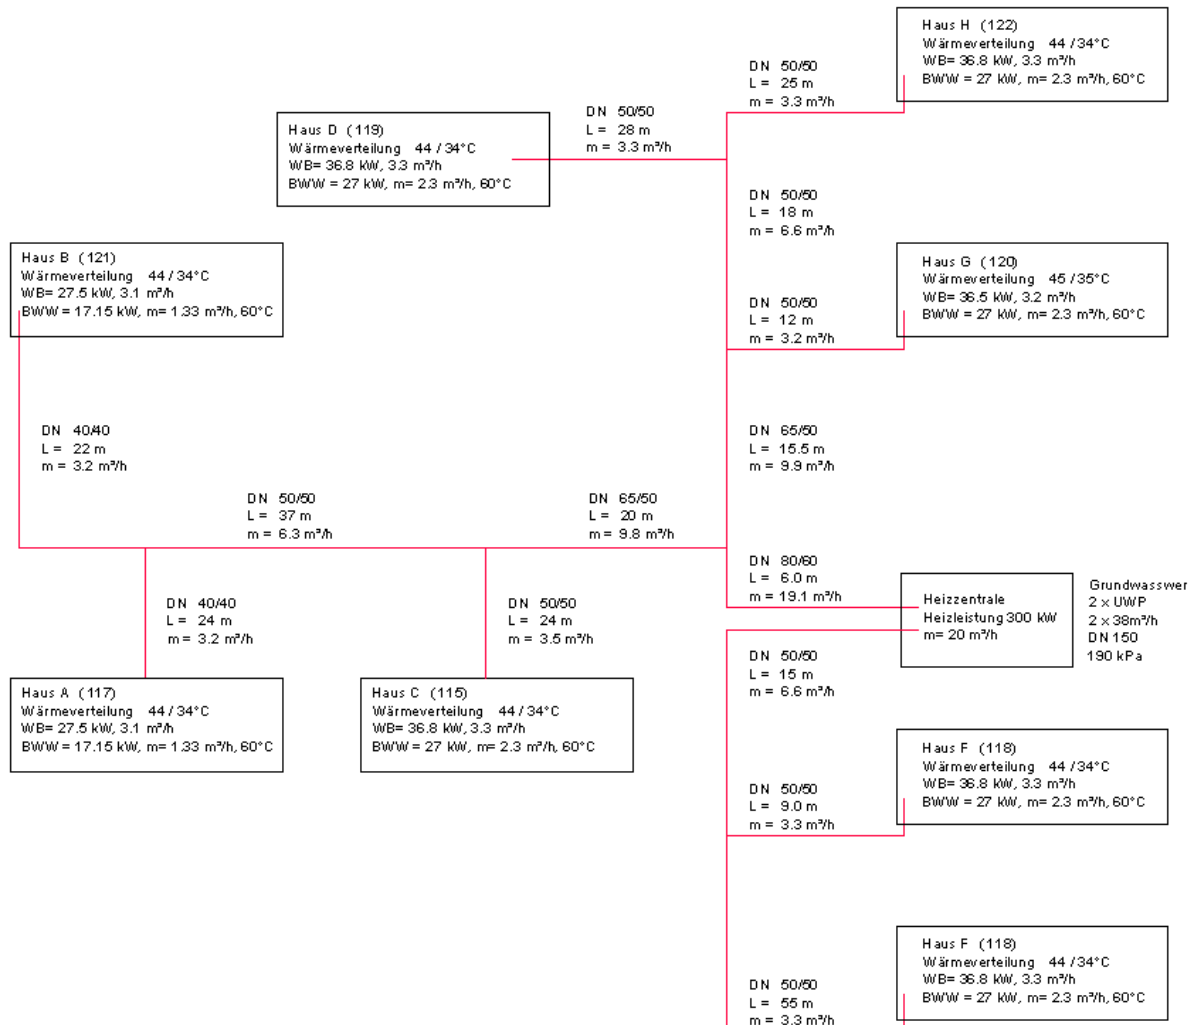 Haus H (122)
Wärmeverteilung 44 / 34°C
WB= 36.8 kW, 3.3 m³/h
BWW = 27 kW, m= 2.3 m³/h, 60°C
DN 50/50
L = 25 m
m = 3.3 m³/h
DN 50/50
L = 28 m
m = 3.3 m³/h
Haus D (119)
Wärmeverteilung 44 / 34°C
WB= 36.8 kW, 3.3 m³/h
BWW = 27 kW, m= 2.3 m³/h, 60°C
DN 50/50
L = 18 m
m = 6.6 m³/h
Haus B (121)
Wärmeverteilung 44 / 34°C
WB= 27.5 kW, 3.1 m³/h
BWW = 17.15 kW, m= 1.33 m³/h, 60°C
Haus G (120)
Wärmeverteilung 45 / 35°C
WB= 36.5 kW, 3.2 m³/h
BWW = 27 kW, m= 2.3 m³/h, 60°C
DN 50/50
L = 12 m
m = 3.2 m³/h
DN 40/40
L = 22 m
m = 3.2 m³/h
DN 65/50
L = 15.5 m
m = 9.9 m³/h
DN 50/50
L = 37 m
m = 6.3 m³/h
DN 65/50
L = 20 m
m = 9.8 m³/h
DN 80/60
L = 6.0 m
m = 19.1 m³/h
Heizzentrale
Heizleistung 300 kW
m= 20 m³/h
Grundwasswer
2 x UWP
2 x 38m³/h
DN 150
190 kPa
DN 40/40
L = 24 m
m = 3.2 m³/h
DN 50/50
L = 24 m
m = 3.5 m³/h
DN 50/50
L = 15 m
m = 6.6 m³/h
Haus A (117)
Wärmeverteilung 44 / 34°C
WB= 27.5 kW, 3.1 m³/h
BWW = 17.15 kW, m= 1.33 m³/h, 60°C
Haus C (115)
Wärmeverteilung 44 / 34°C
WB= 36.8 kW, 3.3 m³/h
BWW = 27 kW, m= 2.3 m³/h, 60°C
Haus F (118)
Wärmeverteilung 44 / 34°C
WB= 36.8 kW, 3.3 m³/h
BWW = 27 kW, m= 2.3 m³/h, 60°C
DN 50/50
L = 9.0 m
m = 3.3 m³/h
Haus F (118)
Wärmeverteilung 44 / 34°C
WB= 36.8 kW, 3.3 m³/h
BWW = 27 kW, m= 2.3 m³/h, 60°C
DN 50/50
L = 55 m
m = 3.3 m³/h